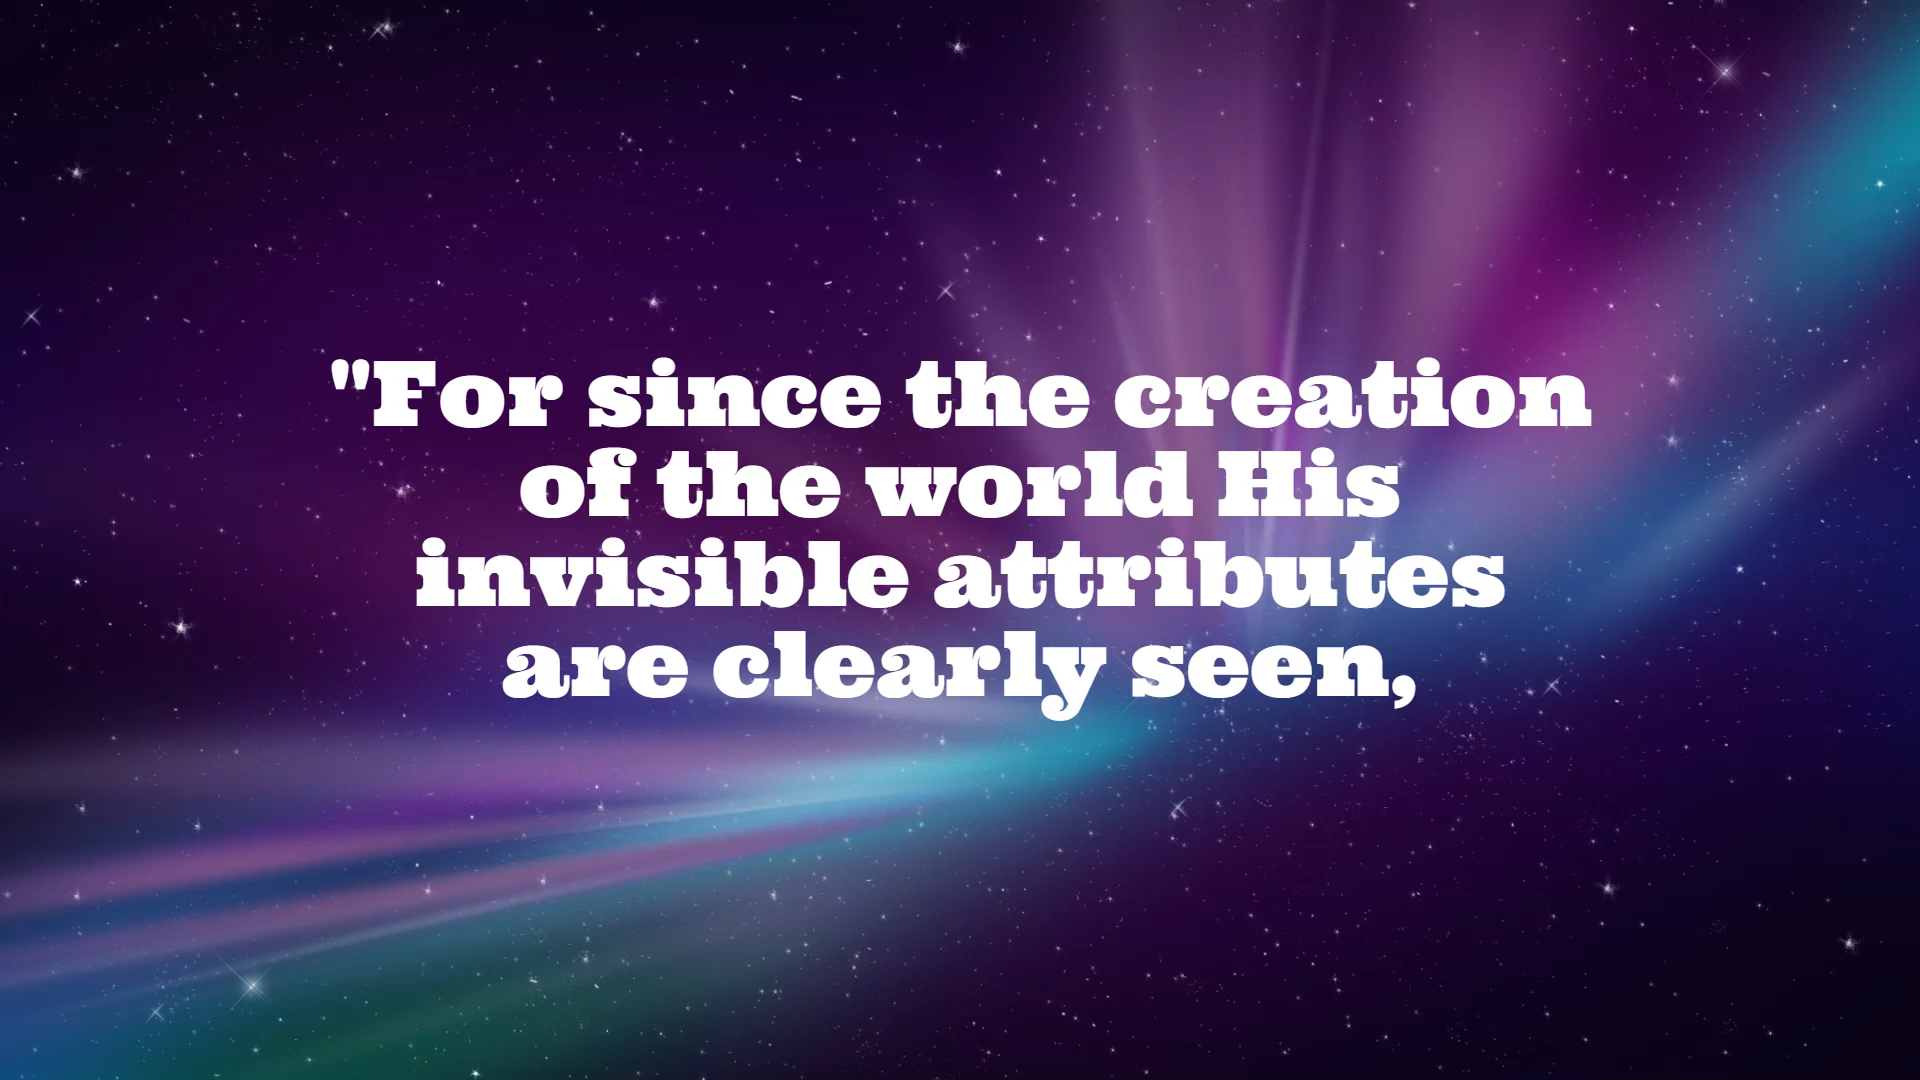 "For since the creation
of the world His
invisible attributes
are clearly seen,